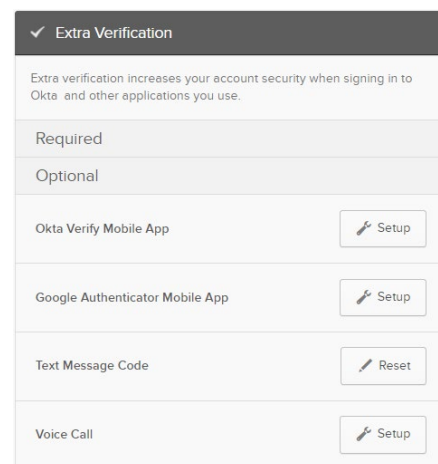 Extra Verification
Extra verification increases your account security when signing in to
Okta and other applications you use.
Required
Optional
Okta Verify Mobile App
Setup
Google Authenticator Mobile App
Setup
Text Message Code
Reset
Voice Call
Setup